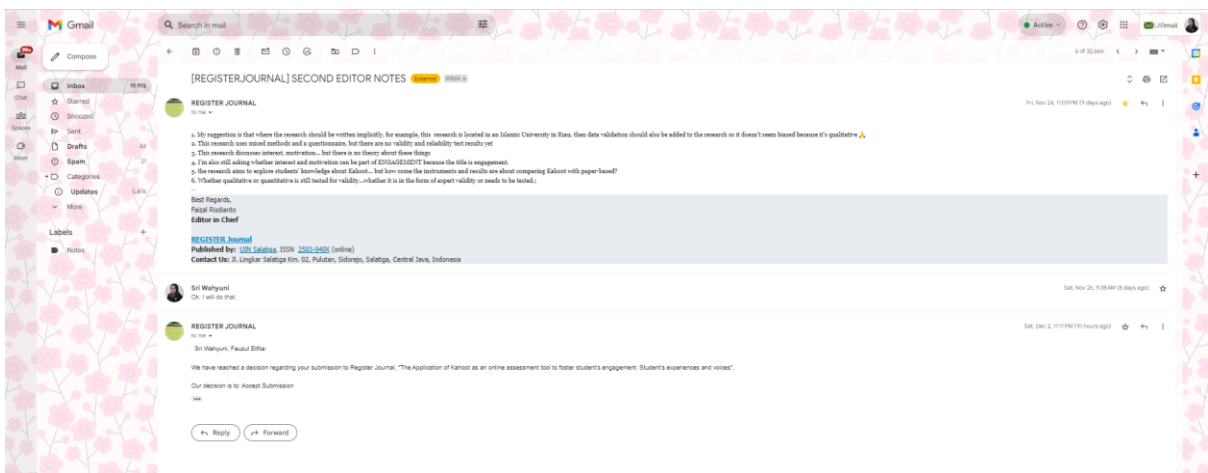 Gmail
Search in mail
Active
Mail
Chat
Spaces
Meet
Compose
Inbox 19,915
Starred
Snoozed
Sent
Drafts
Spam 21
Categories
Updates
More
Labels
Notes
6 of 32,666
[REGISTERJOURNAL] SECOND EDITOR NOTES External Inbox x
REGISTER JOURNAL
to me
Fri, Nov 24, 11:09 PM (9 days ago)
1. My suggestion is that where the research should be written implicitly, for example, this research is located in an Islamic University in Riau, then data validation should also be added to the research so it doesn't seem biased because it's qualitative 🙏
2. This research uses mixed methods and a questionnaire, but there are no validity and reliability test results yet
3. This research discusses interest, motivation... but there is no theory about these things
4. I'm also still asking whether interest and motivation can be part of ENGAGEMENT because the title is engagement.
5. the research aims to explore students' knowledge about Kahoot... but how come the instruments and results are about comparing Kahoot with paper-based?
6. Whether qualitative or quantitative is still tested for validity...whether it is in the form of expert validity or needs to be tested.;
--
Best Regards,
Faizal Risdianto
Editor in Chief
REGISTER Journal
Published by: UIN Salatiga, ISSN 2503-040X (online)
Contact Us: Jl. Lingkar Salatiga Km. 02, Pulutan, Sidorejo, Salatiga, Central Java, Indonesia
Sri Wahyuni
Sat, Nov 25, 9:38 AM (8 days ago)
Ok. I will do that.
REGISTER JOURNAL
to me
Sat, Dec 2, 11:17 PM (10 hours ago)
Sri Wahyuni, Fauzul Etfita:
We have reached a decision regarding your submission to Register Journal, "The Application of Kahoot as an online assessment tool to foster student's engagement: Student's experiences and voices".
Our decision is to: Accept Submission
Reply
Forward